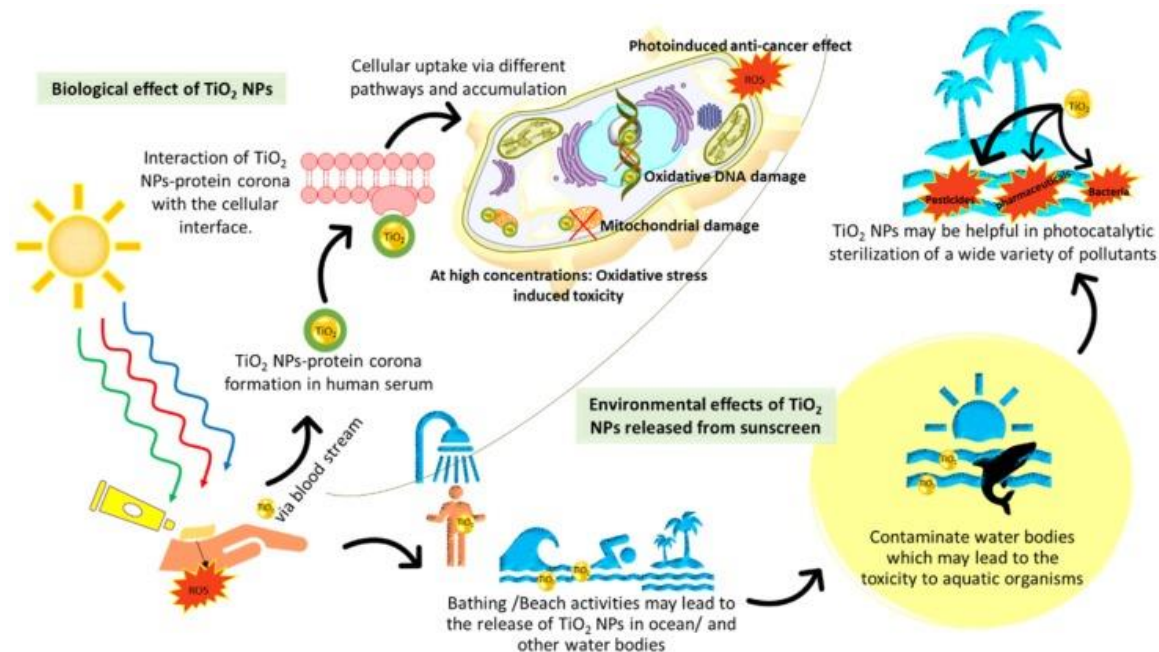 Biological effect of TiO₂ NPs
Photoinduced anti-cancer effect
ROS
Cellular uptake via different
pathways and accumulation
Interaction of TiO₂
NPs-protein corona
with the cellular
interface.
TiO₂
Oxidative DNA damage
Mitochondrial damage
At high concentrations: Oxidative stress
induced toxicity
TiO₂
TiO₂ NPs-protein corona
formation in human serum
TiO₂
via blood stream
ROS
TiO₂
Pesticides
pharmaceuticals
Bacteria
TiO₂ NPs may be helpful in photocatalytic
sterilization of a wide variety of pollutants
Environmental effects of TiO₂
NPs released from sunscreen
TiO₂
TiO₂
TiO₂
Bathing /Beach activities may lead to
the release of TiO₂ NPs in ocean/ and
other water bodies
TiO₂
TiO₂
Contaminate water bodies
which may lead to the
toxicity to aquatic organisms